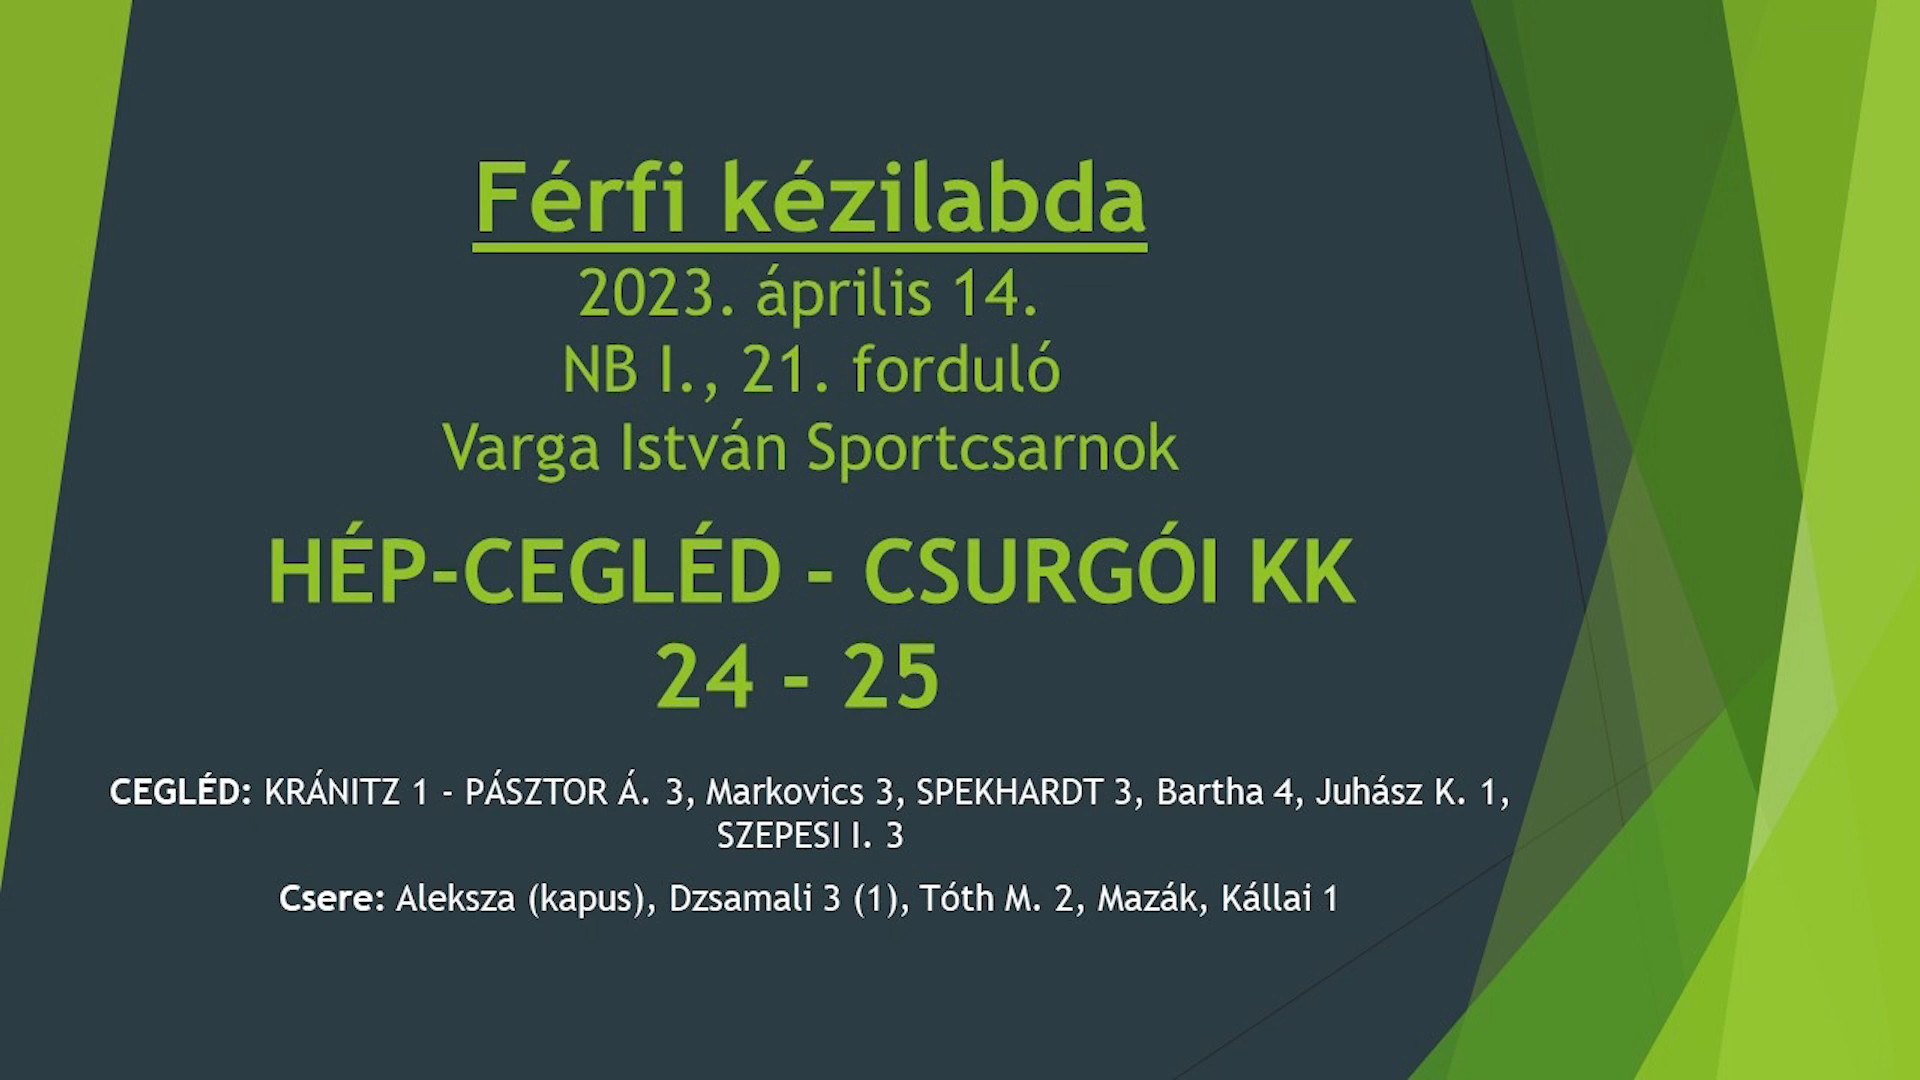 Férfi kézilabda
2023. április 14.
NB I., 21. forduló
Varga István Sportcsarnok
HÉP-CEGLÉD - CSURGÓI KK
24 - 25
CEGLÉD: KRÁNITZ 1 - PÁSZTOR Á. 3, Markovics 3, SPEKHARDT 3, Bartha 4, Juhász K. 1,
SZEPESI I. 3
Csere: Aleksza (kapus), Dzsamali 3 (1), Tóth M. 2, Mazák, Kállai 1